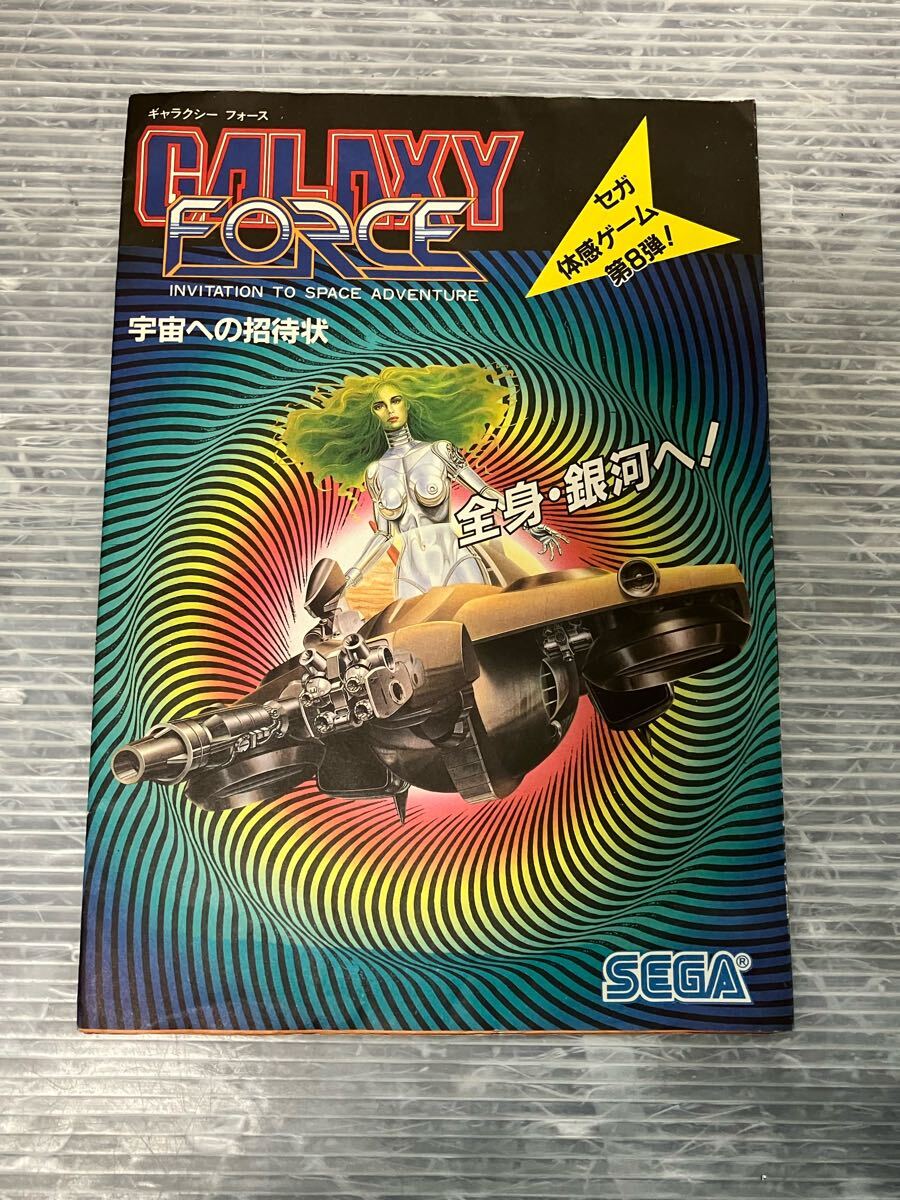 ギャラクシー フォース
GALAXY
FORCE
INVITATION TO SPACE ADVENTURE
宇宙への招待状
セガ
体感ゲーム
第8弾!
全身・銀河へ!
SEGA®